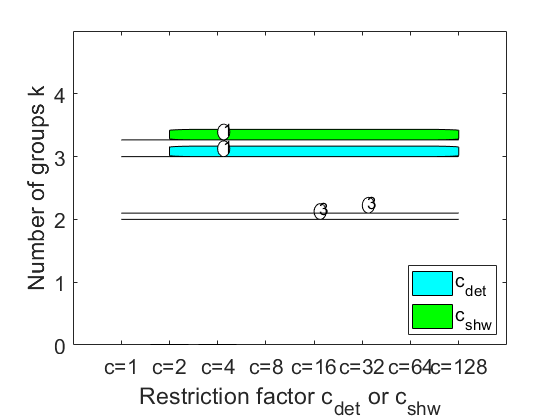 4
3
2
1
0
Number of groups k
1
1
3
3
c_det
c_shw
c=1 c=2 c=4 c=8 c=16 c=32 c=64 c=128
Restriction factor c_det or c_shw